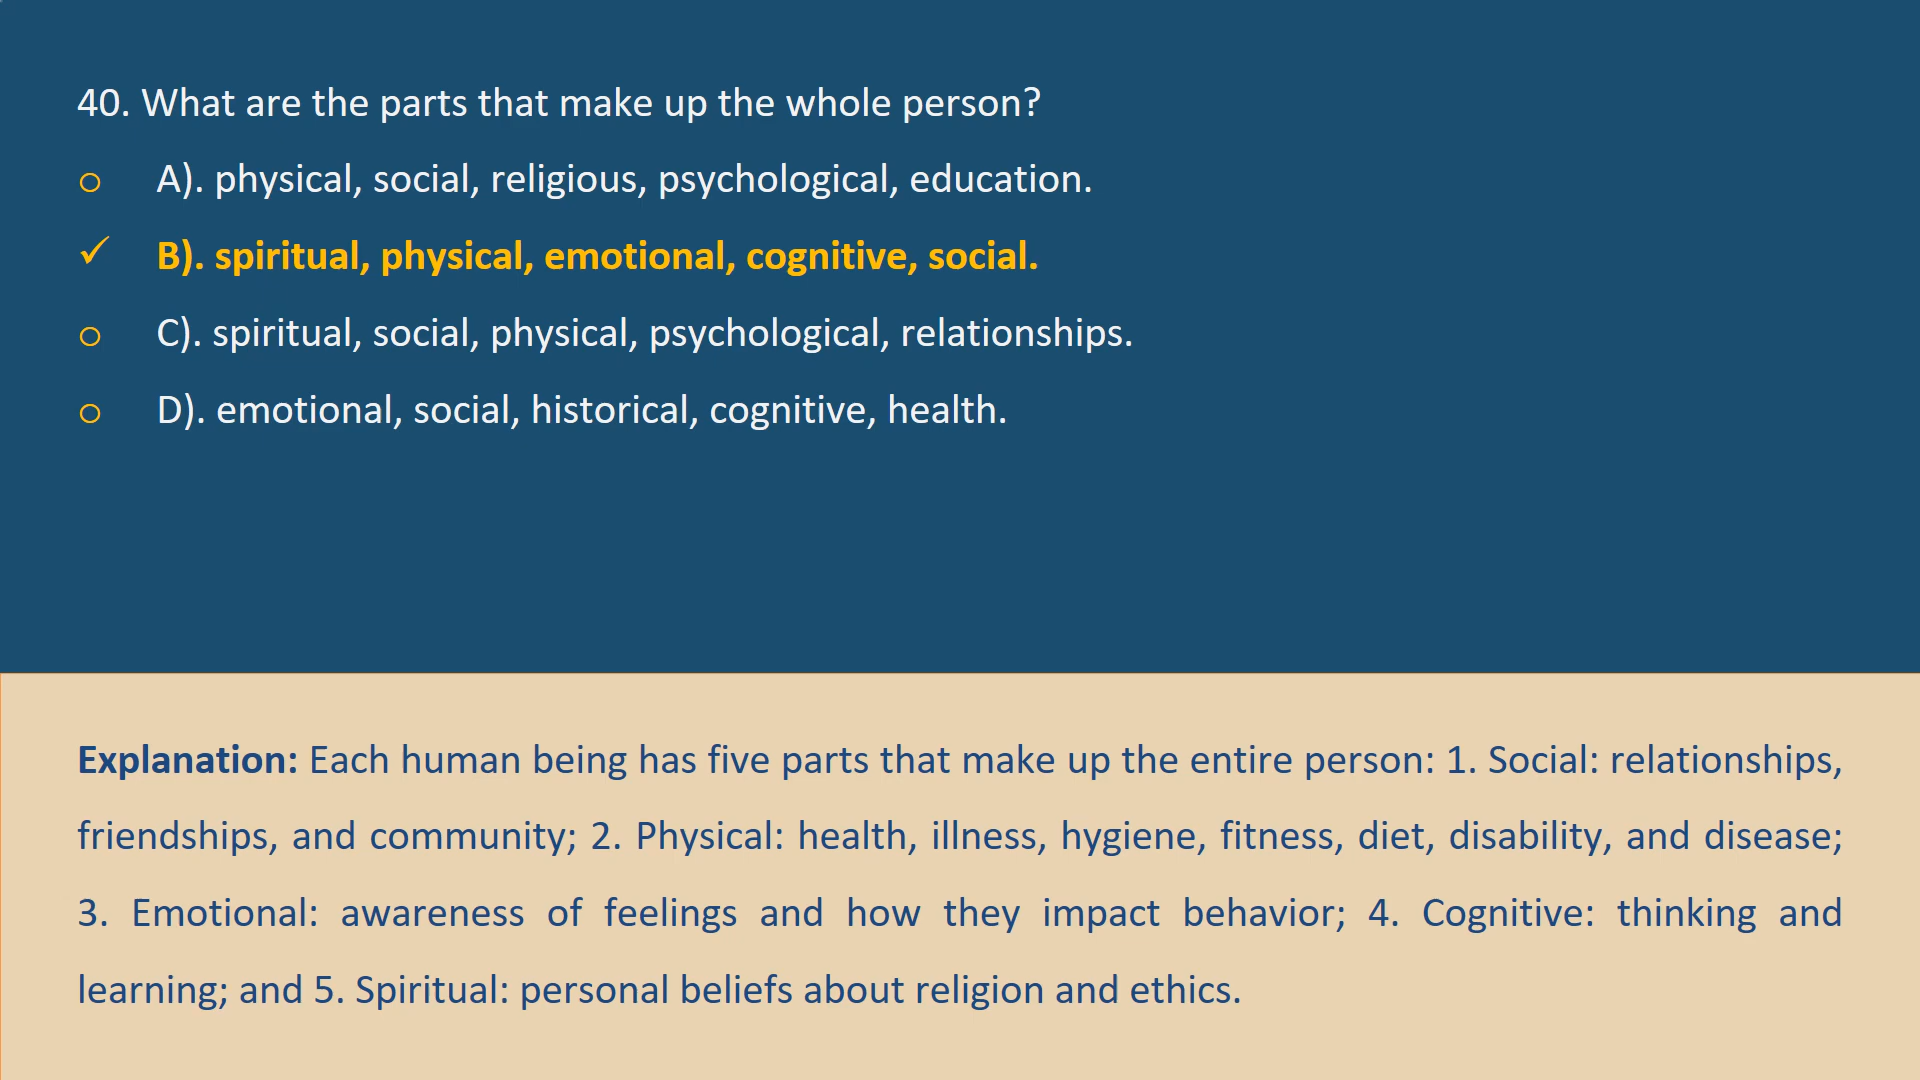 40. What are the parts that make up the whole person?
o A). physical, social, religious, psychological, education.
✓ B). spiritual, physical, emotional, cognitive, social.
o C). spiritual, social, physical, psychological, relationships.
o D). emotional, social, historical, cognitive, health.
Explanation: Each human being has five parts that make up the entire person: 1. Social: relationships,
friendships, and community; 2. Physical: health, illness, hygiene, fitness, diet, disability, and disease;
3. Emotional: awareness of feelings and how they impact behavior; 4. Cognitive: thinking and
learning; and 5. Spiritual: personal beliefs about religion and ethics.